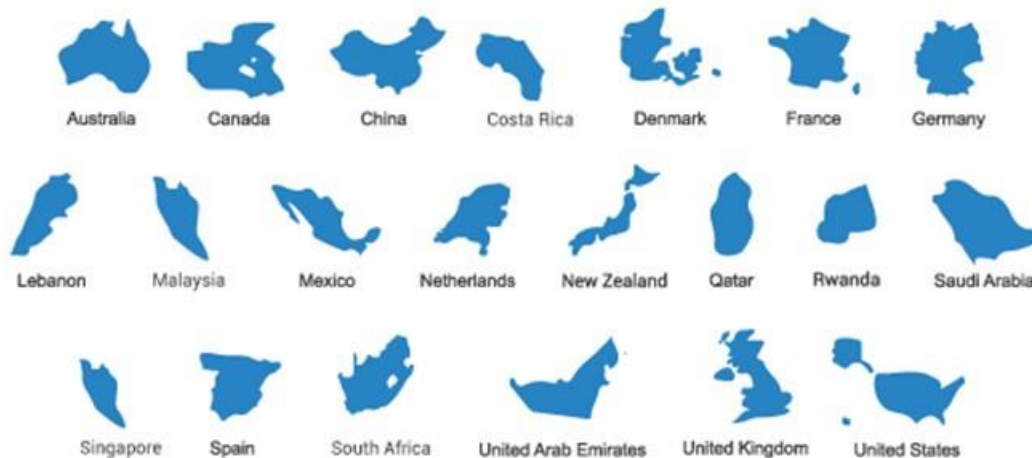 Australia Canada China Costa Rica Denmark France Germany
Lebanon Malaysia Mexico Netherlands New Zealand Qatar Rwanda Saudi Arabia
Singapore Spain South Africa United Arab Emirates United Kingdom United States